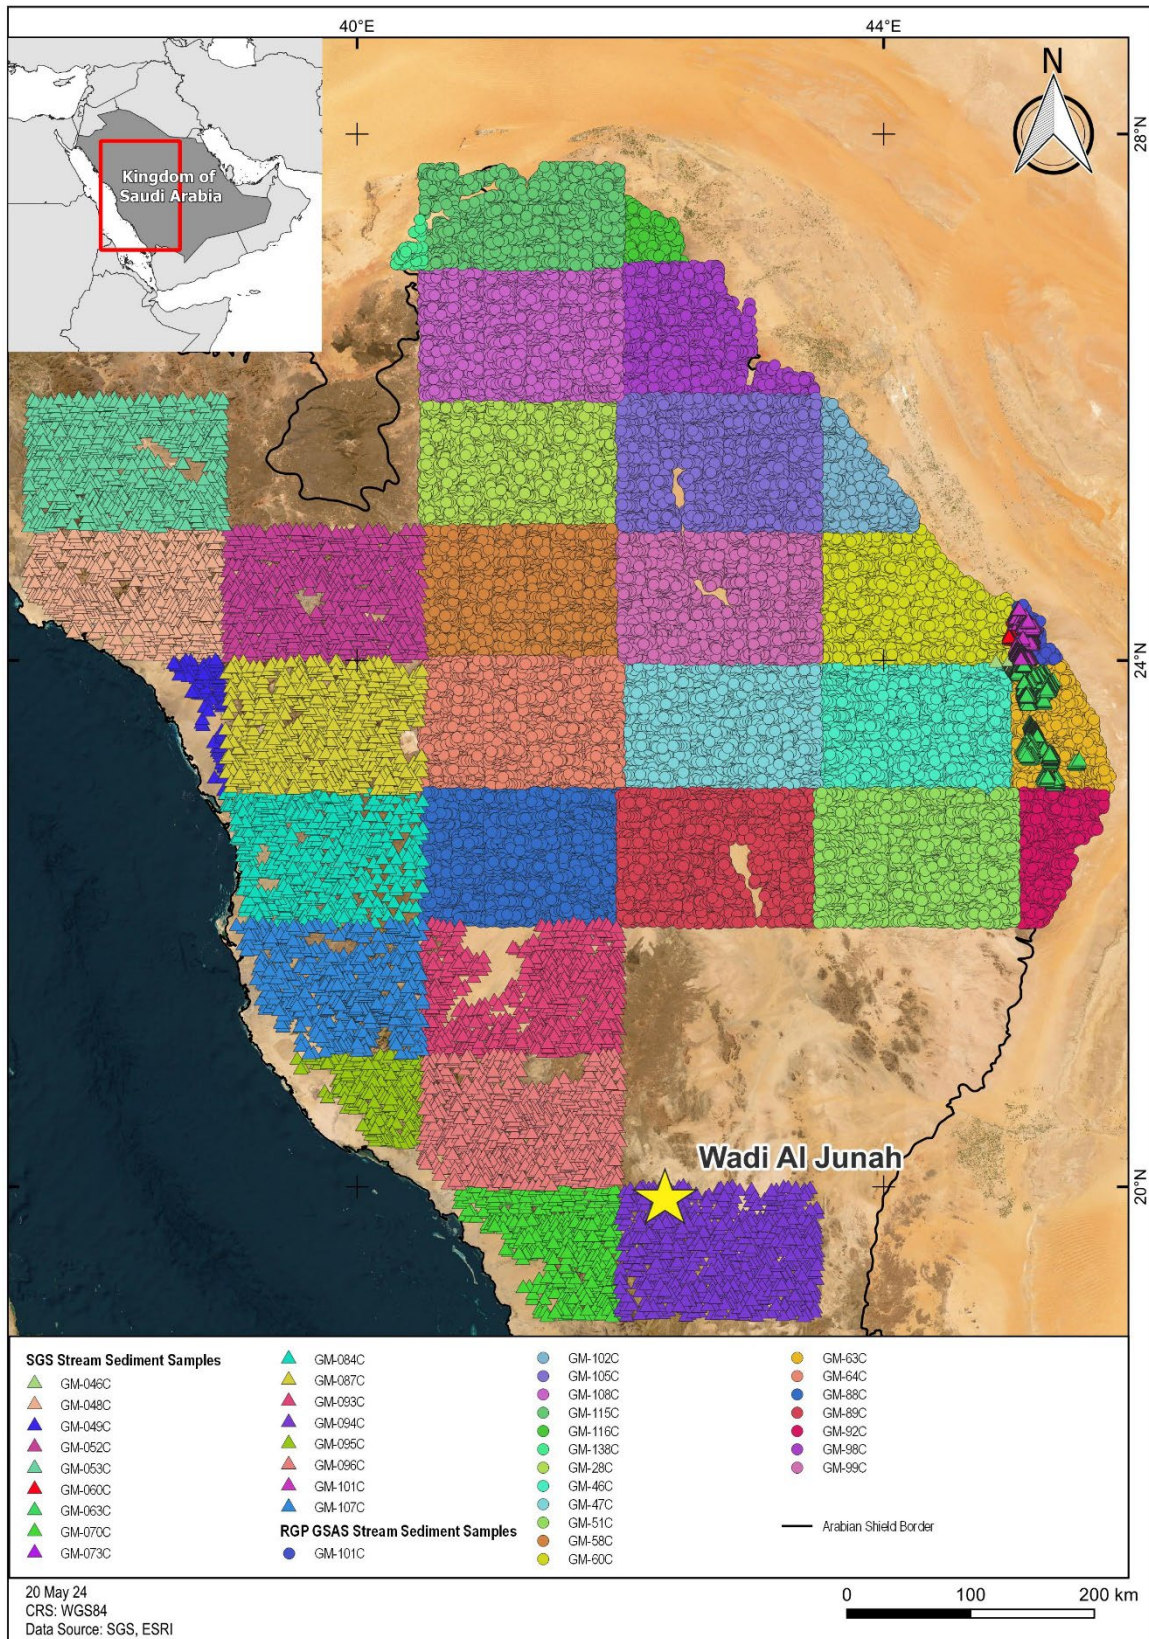 40°E
44°E
N
28°N
Kingdom of
Saudi Arabia
24°N
Wadi Al Junah
20°N
SGS Stream Sediment Samples
GM-046C
GM-048C
GM-049C
GM-052C
GM-053C
GM-060C
GM-063C
GM-070C
GM-073C
GM-084C
GM-087C
GM-093C
GM-094C
GM-095C
GM-096C
GM-101C
GM-107C
RGP GSAS Stream Sediment Samples
GM-101C
GM-102C
GM-105C
GM-108C
GM-115C
GM-116C
GM-138C
GM-28C
GM-46C
GM-47C
GM-51C
GM-58C
GM-60C
GM-63C
GM-64C
GM-88C
GM-89C
GM-92C
GM-98C
GM-99C
Arabian Shield Border
20 May 24
CRS: WGS84
Data Source: SGS, ESRI
0 100 200 km